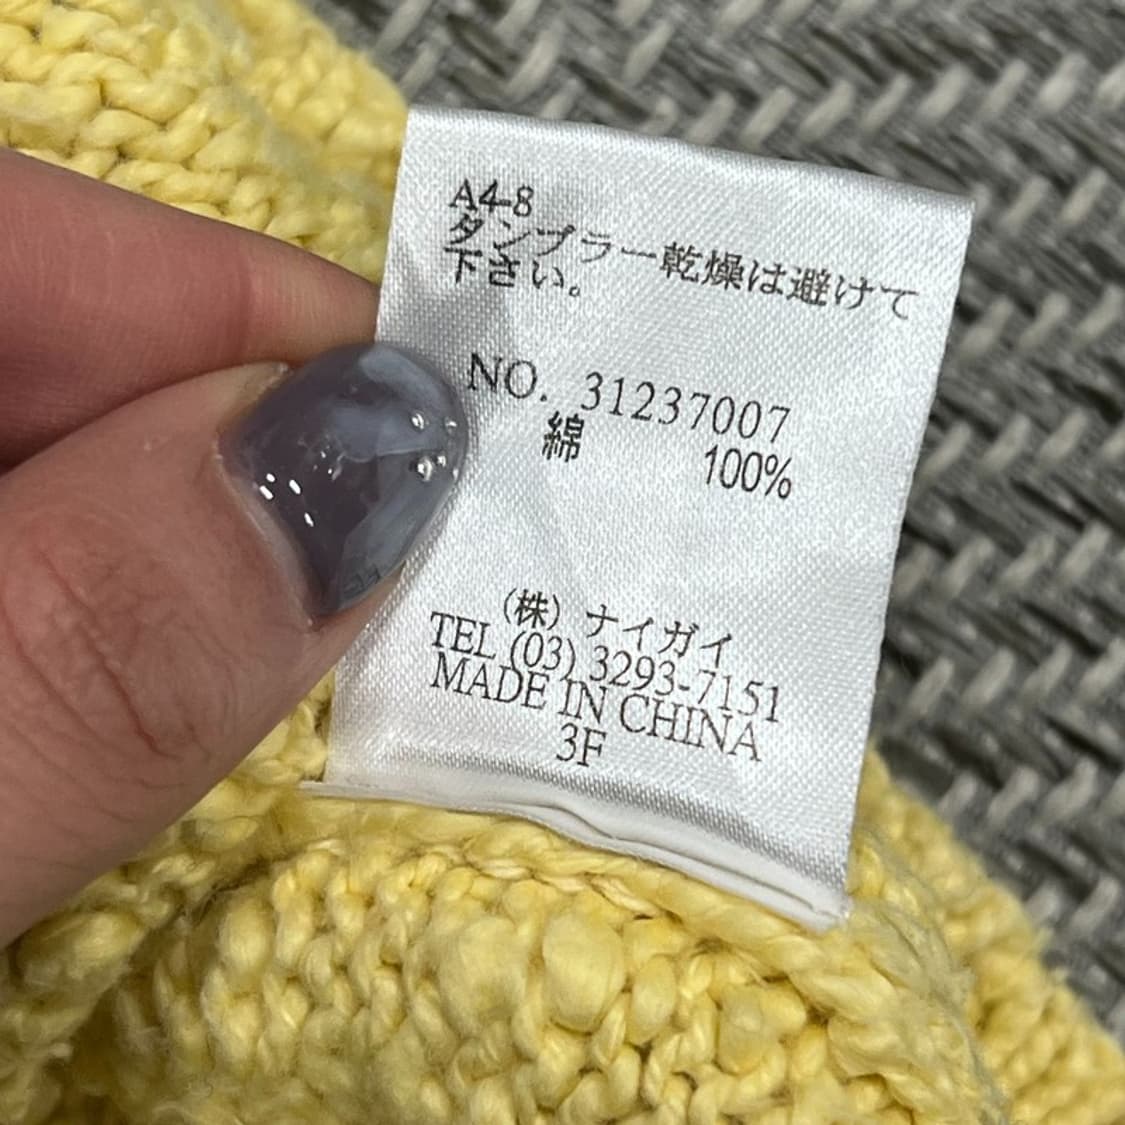 A4-8
タンブラー乾燥は避けて
下さい。
NO. 31237007
綿 100%
(株) ナイガイ
TEL (03) 3293-7151
MADE IN CHINA
3F